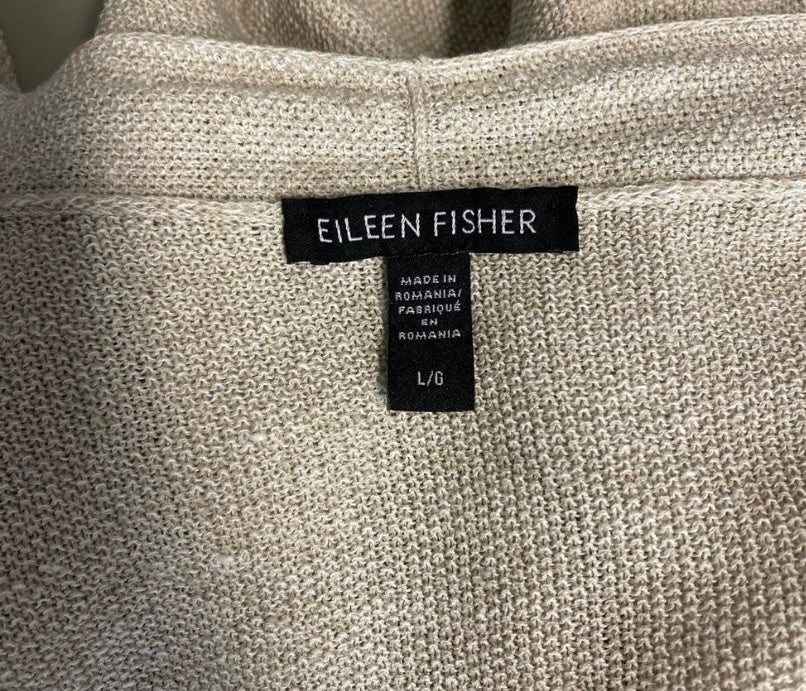 EILEEN FISHER
MADE IN
ROMANIA/
FABRIQUÉ
EN
ROMANIA
L/G